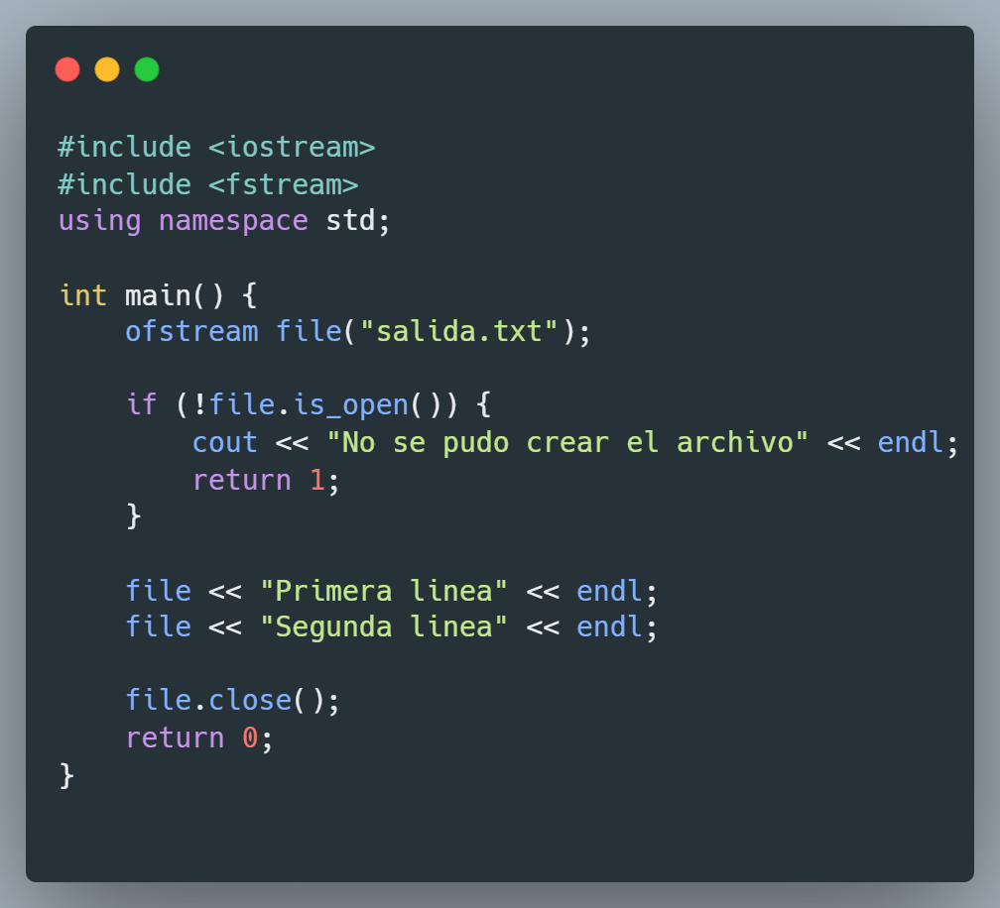 #include <iostream>
#include <fstream>
using namespace std;

int main() {
    ofstream file("salida.txt");

    if (!file.is_open()) {
        cout << "No se pudo crear el archivo" << endl;
        return 1;
    }

    file << "Primera linea" << endl;
    file << "Segunda linea" << endl;

    file.close();
    return 0;
}